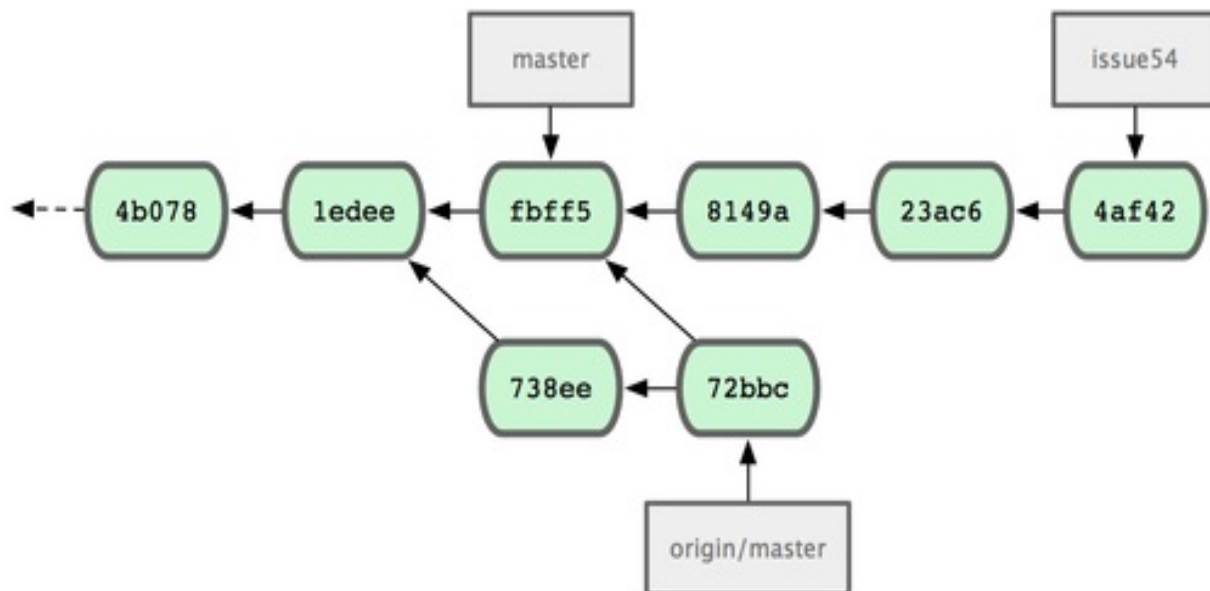 master
issue54
4b078
1edee
fbff5
8149a
23ac6
4af42
738ee
72bbc
origin/master